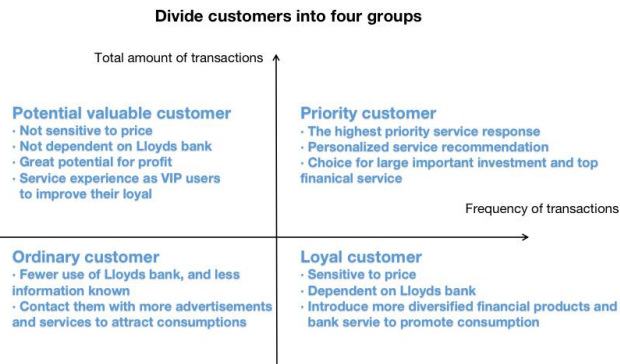 Divide customers into four groups
Total amount of transactions
Potential valuable customer
· Not sensitive to price
· Not dependent on Lloyds bank
· Great potential for profit
· Service experience as VIP users
to improve their loyal
Priority customer
· The highest priority service response
· Personalized service recommendation
· Choice for large important investment and top
finanical service
Frequency of transactions
Ordinary customer
· Fewer use of Lloyds bank, and less
information known
· Contact them with more advertisements
and services to attract consumptions
Loyal customer
· Sensitive to price
· Dependent on Lloyds bank
· Introduce more diversified financial products and
bank servie to promote consumption